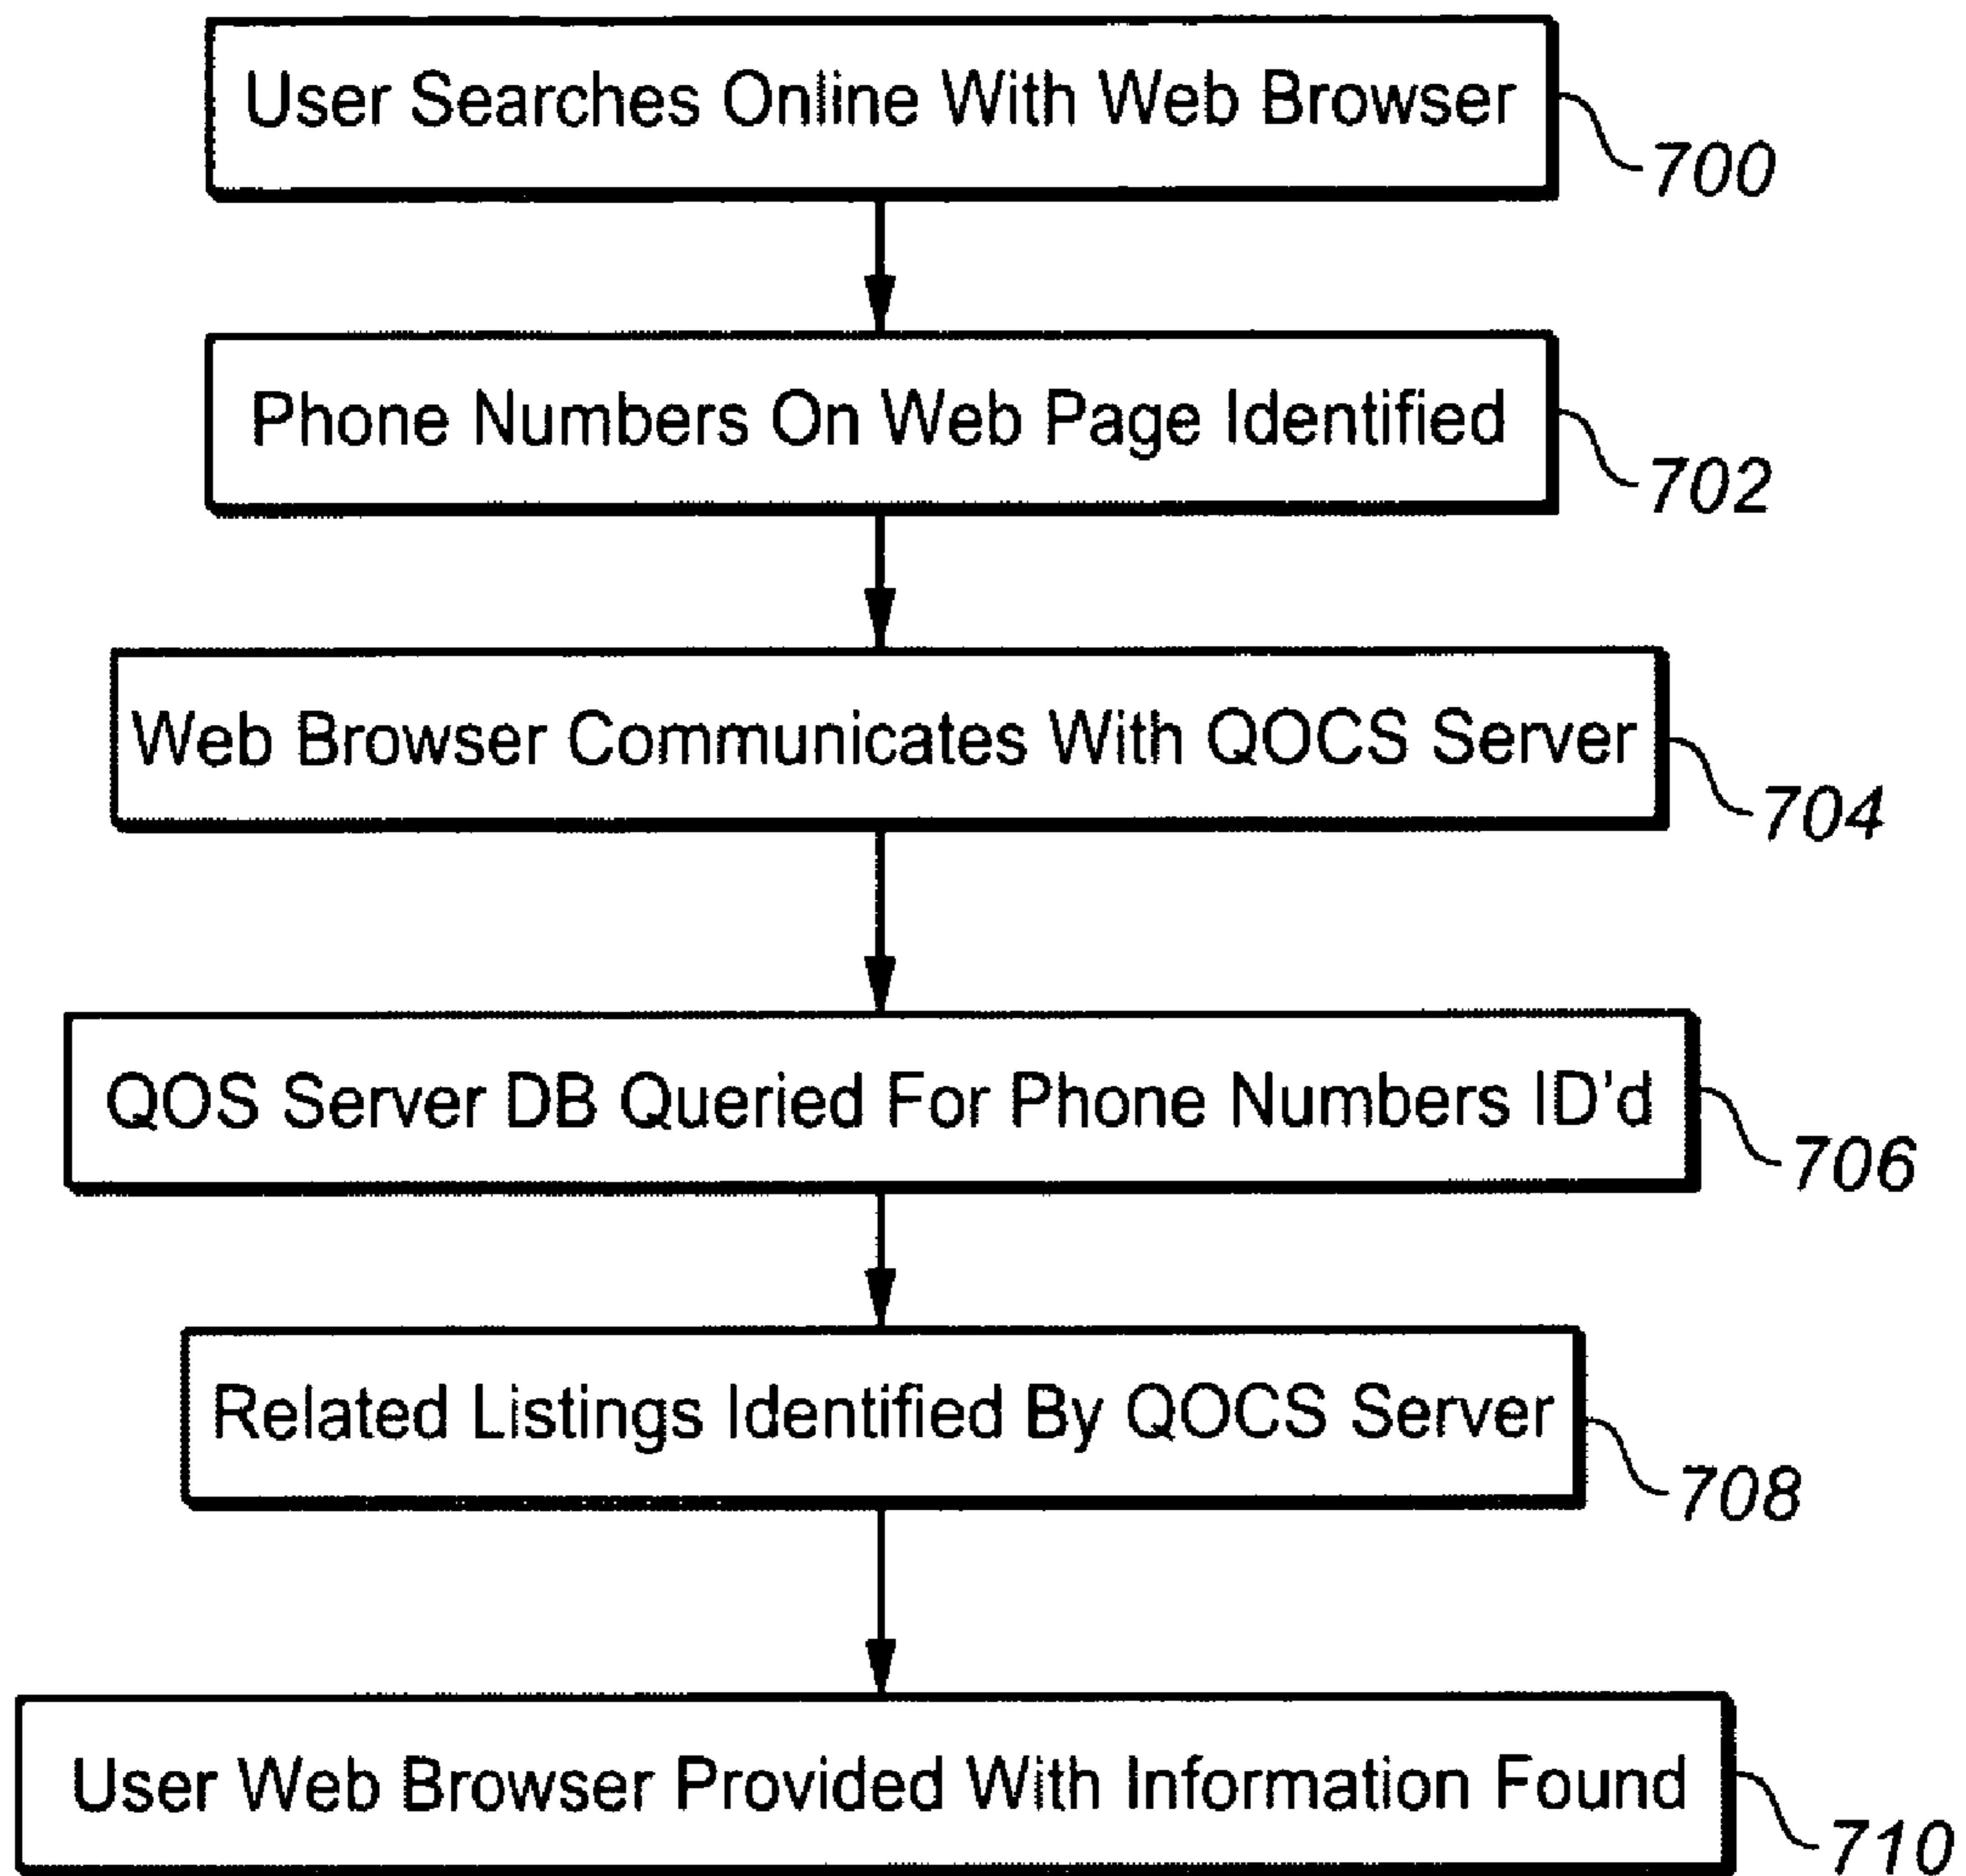 User Searches Online With Web Browser
700
Phone Numbers On Web Page Identified
702
Web Browser Communicates With QOCS Server
704
QOS Server DB Queried For Phone Numbers ID’d
706
Related Listings Identified By QOCS Server
708
User Web Browser Provided With Information Found
710